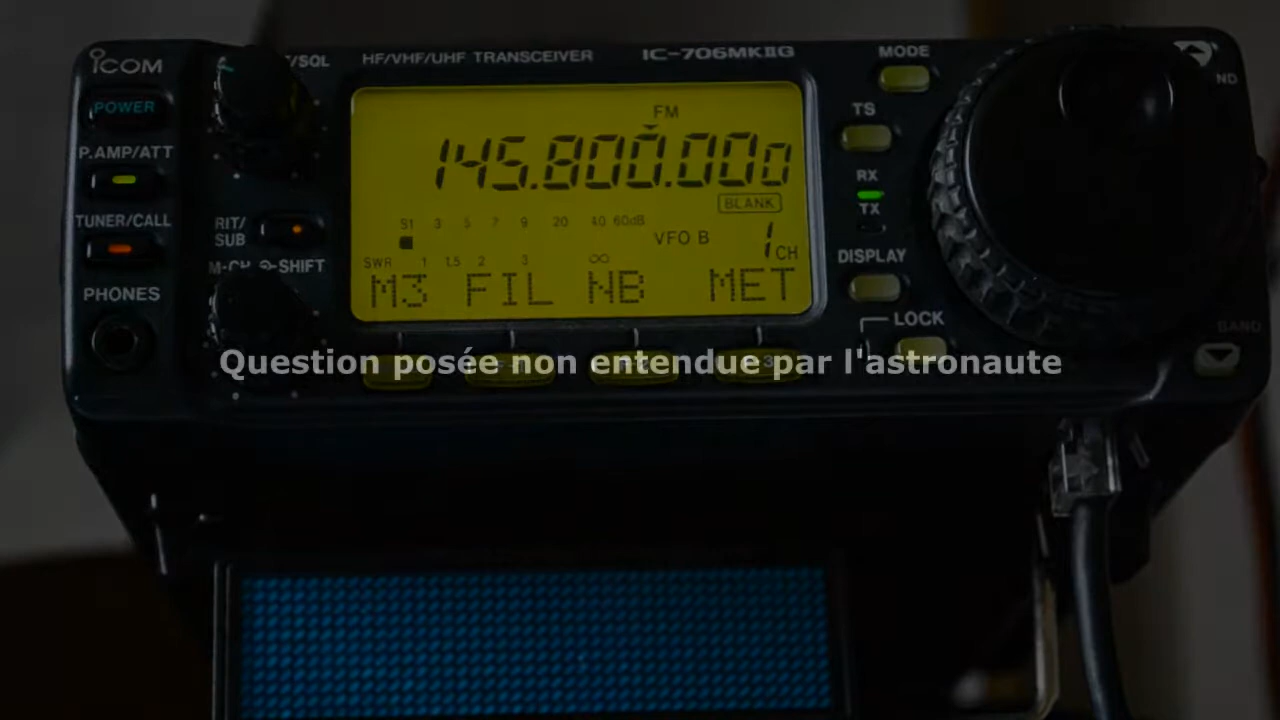 ICOM
/SQL
HF/VHF/UHF TRANSCEIVER
IC-706MKIIG
MODE
ND
POWER
TS
FM
145.800.000
P.AMP/ATT
RX
TX
BLANK
TUNER/CALL
RIT/
SUB
S1 3 5 7 9 20 40 60dB
VFO B
1 CH
DISPLAY
M-CH
-SHIFT
SWR 1 1.5 2 3 ∞
M3 FIL NB MET
PHONES
LOCK
BAND
Question posée non entendue par l'astronaute